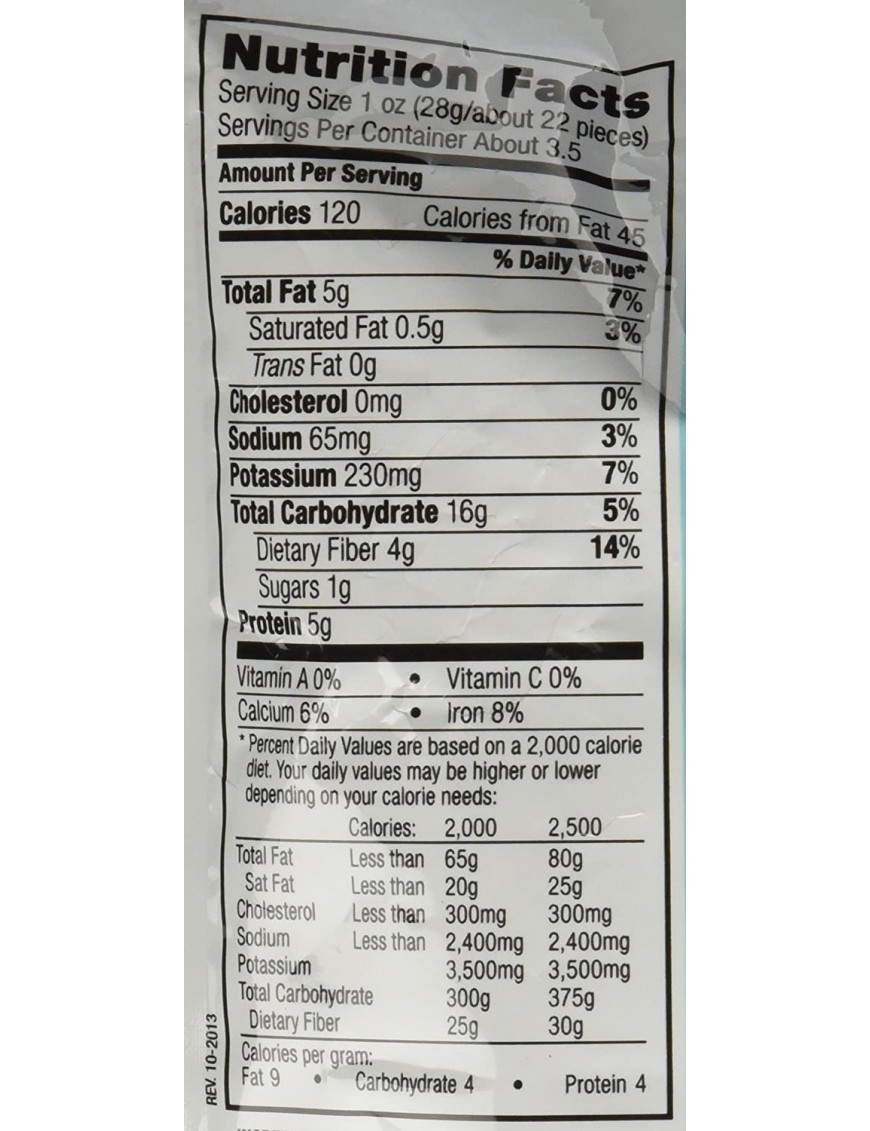 Nutrition Facts
Serving Size 1 oz (28g/about 22 pieces)
Servings Per Container About 3.5
Amount Per Serving
Calories 120 Calories from Fat 45
% Daily Value*
Total Fat 5g 7%
Saturated Fat 0.5g 3%
Trans Fat 0g
Cholesterol 0mg 0%
Sodium 65mg 3%
Potassium 230mg 7%
Total Carbohydrate 16g 5%
Dietary Fiber 4g 14%
Sugars 1g
Protein 5g
Vitamin A 0% • Vitamin C 0%
Calcium 6% • Iron 8%
* Percent Daily Values are based on a 2,000 calorie
diet. Your daily values may be higher or lower
depending on your calorie needs:
Calories: 2,000 2,500
Total Fat Less than 65g 80g
Sat Fat Less than 20g 25g
Cholesterol Less than 300mg 300mg
Sodium Less than 2,400mg 2,400mg
Potassium 3,500mg 3,500mg
Total Carbohydrate 300g 375g
Dietary Fiber 25g 30g
Calories per gram:
Fat 9 • Carbohydrate 4 • Protein 4
REV. 10-2013